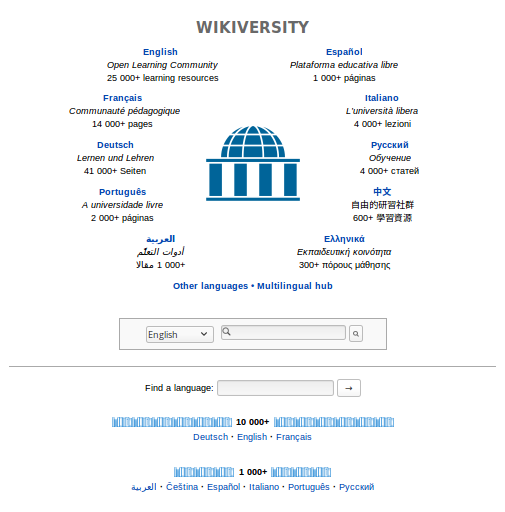 WIKIVERSITY
English
Open Learning Community
25 000+ learning resources
Español
Plataforma educativa libre
1 000+ páginas
Français
Communauté pédagogique
14 000+ pages
Italiano
L'università libera
4 000+ lezioni
Deutsch
Lernen und Lehren
41 000+ Seiten
Русский
Обучение
4 000+ статей
Português
A universidade livre
2 000+ páginas
中文
自由的研習社群
600+ 學習資源
العربية
أدوات التعلّم
1 000+ مقالا
Ελληνικά
Εκπαιδευτική κοινότητα
300+ πόρους μάθησης
Other languages • Multilingual hub
English
Find a language: →
10 000+
Deutsch • English • Français
1 000+
العربية • Čeština • Español • Italiano • Português • Русский